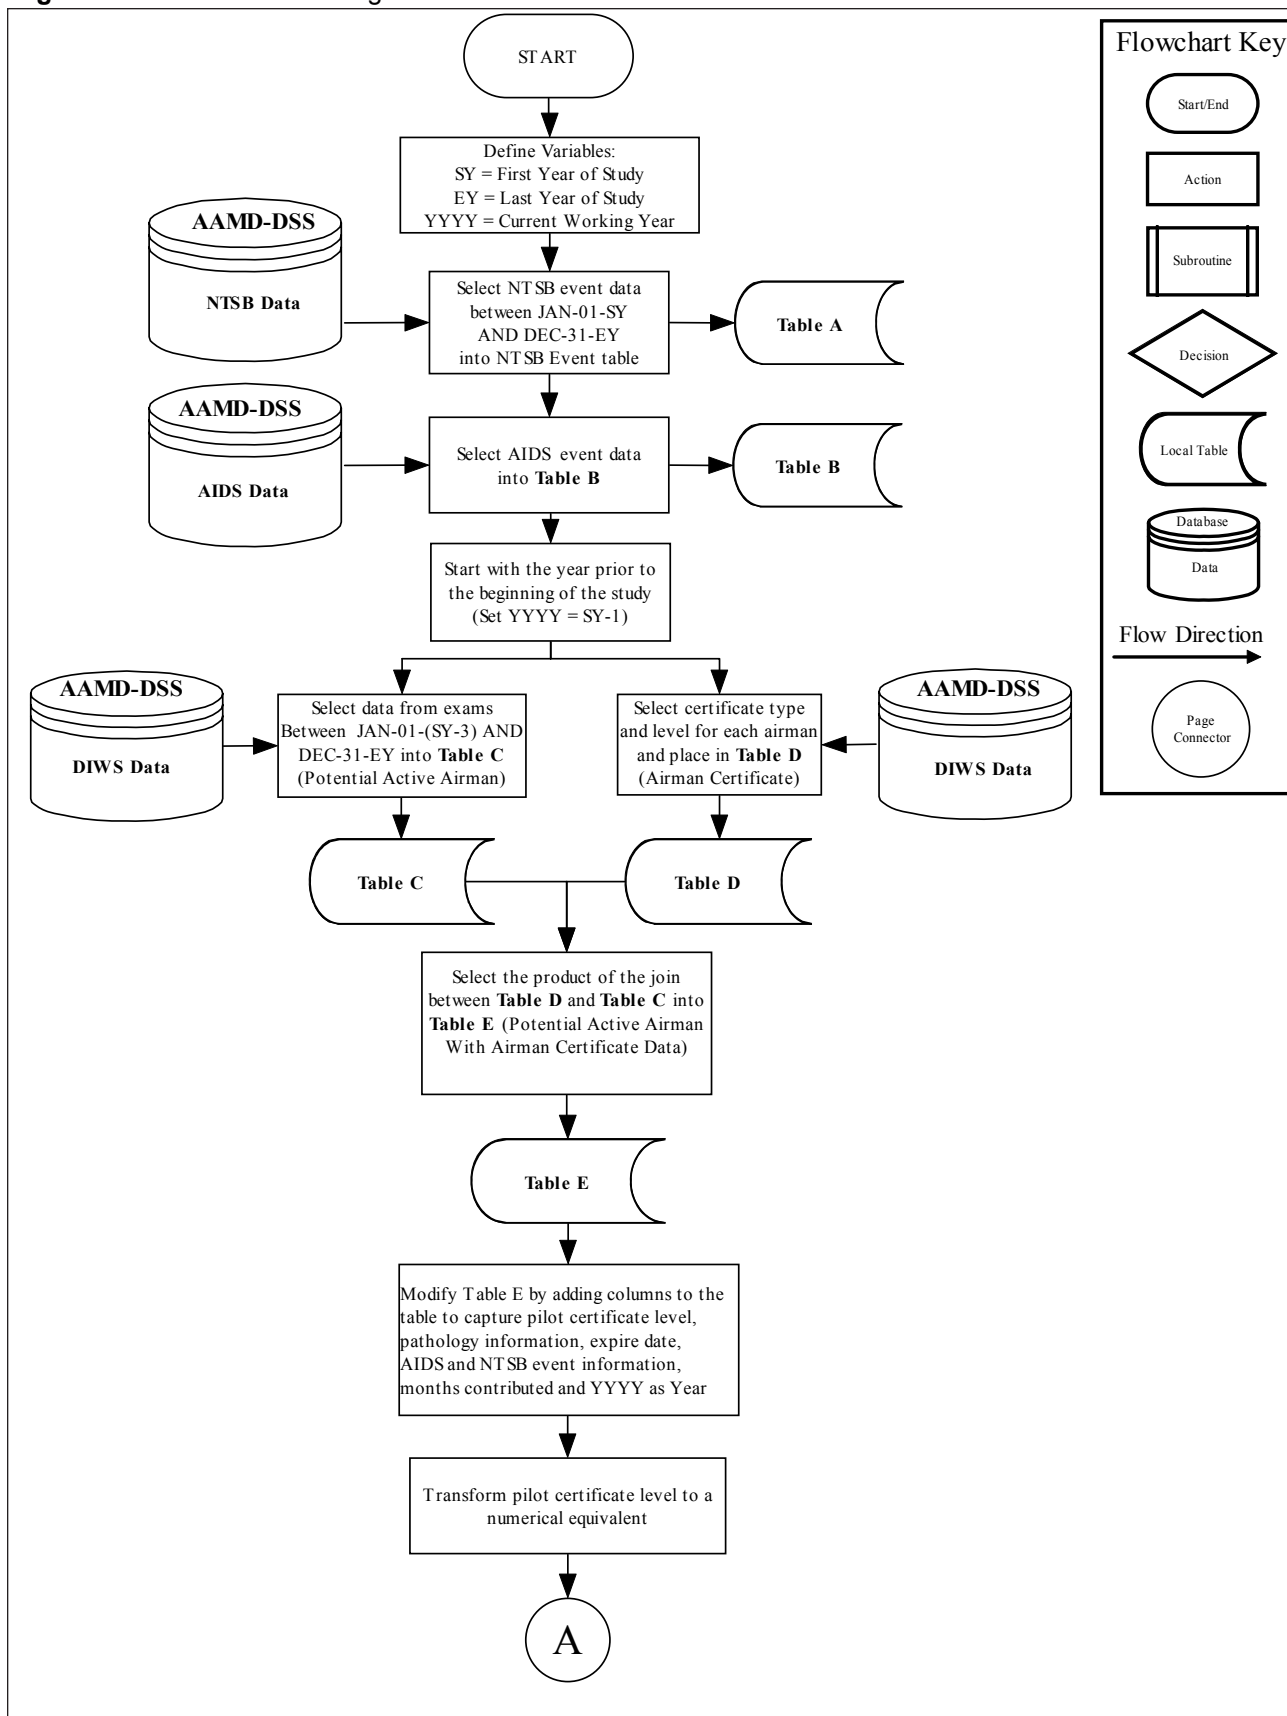 START
Define Variables:
SY = First Year of Study
EY = Last Year of Study
YYYY = Current Working Year
AAMD-DSS
NTSB Data
Select NTSB event data
between JAN-01-SY
AND DEC-31-EY
into NTSB Event table
Table A
AAMD-DSS
AIDS Data
Select AIDS event data
into Table B
Table B
Start with the year prior to
the beginning of the study
(Set YYYY = SY-1)
AAMD-DSS
DIWS Data
Select data from exams
Between JAN-01-(SY-3) AND
DEC-31-EY into Table C
(Potential Active Airman)
Select certificate type
and level for each airman
and place in Table D
(Airman Certificate)
AAMD-DSS
DIWS Data
Table C
Table D
Select the product of the join
between Table D and Table C into
Table E (Potential Active Airman
With Airman Certificate Data)
Table E
Modify Table E by adding columns to the
table to capture pilot certificate level,
pathology information, expire date,
AIDS and NTSB event information,
months contributed and YYYY as Year
Transform pilot certificate level to a
numerical equivalent
A
Flowchart Key
Start/End
Action
Subroutine
Decision
Local Table
Database
Data
Flow Direction
Page
Connector